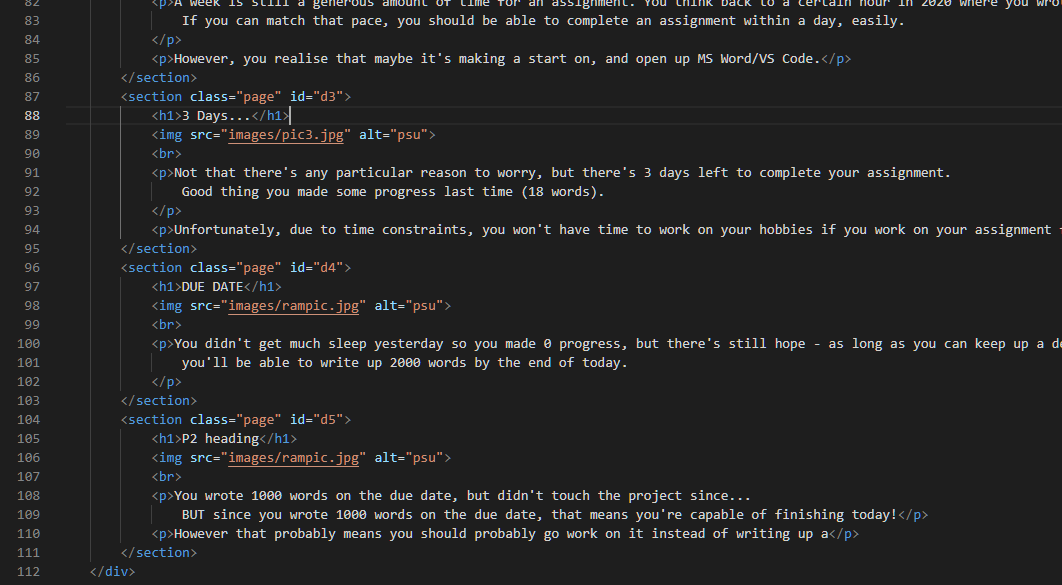 82 <p>A week is still a generous amount of time for an assignment. You think back to a certain hour in 2020 where you
83 If you can match that pace, you should be able to complete an assignment within a day, easily.
84 </p>
85 <p>However, you realise that maybe it's making a start on, and open up MS Word/VS Code.</p>
86 </section>
87 <section class="page" id="d3">
88 <h1>3 Days...</h1>
89 <img src="images/pic3.jpg" alt="psu">
90 <br>
91 <p>Not that there's any particular reason to worry, but there's 3 days left to complete your assignment.
92 Good thing you made some progress last time (18 words).
93 </p>
94 <p>Unfortunately, due to time constraints, you won't have time to work on your hobbies if you work on your assignment
95 </section>
96 <section class="page" id="d4">
97 <h1>DUE DATE</h1>
98 <img src="images/rampic.jpg" alt="psu">
99 <br>
100 <p>You didn't get much sleep yesterday so you made 0 progress, but there's still hope - as long as you can keep up a
101 you'll be able to write up 2000 words by the end of today.
102 </p>
103 </section>
104 <section class="page" id="d5">
105 <h1>P2 heading</h1>
106 <img src="images/rampic.jpg" alt="psu">
107 <br>
108 <p>You wrote 1000 words on the due date, but didn't touch the project since...
109 BUT since you wrote 1000 words on the due date, that means you're capable of finishing today!</p>
110 <p>However that probably means you should probably go work on it instead of writing up a</p>
111 </section>
112 </div>